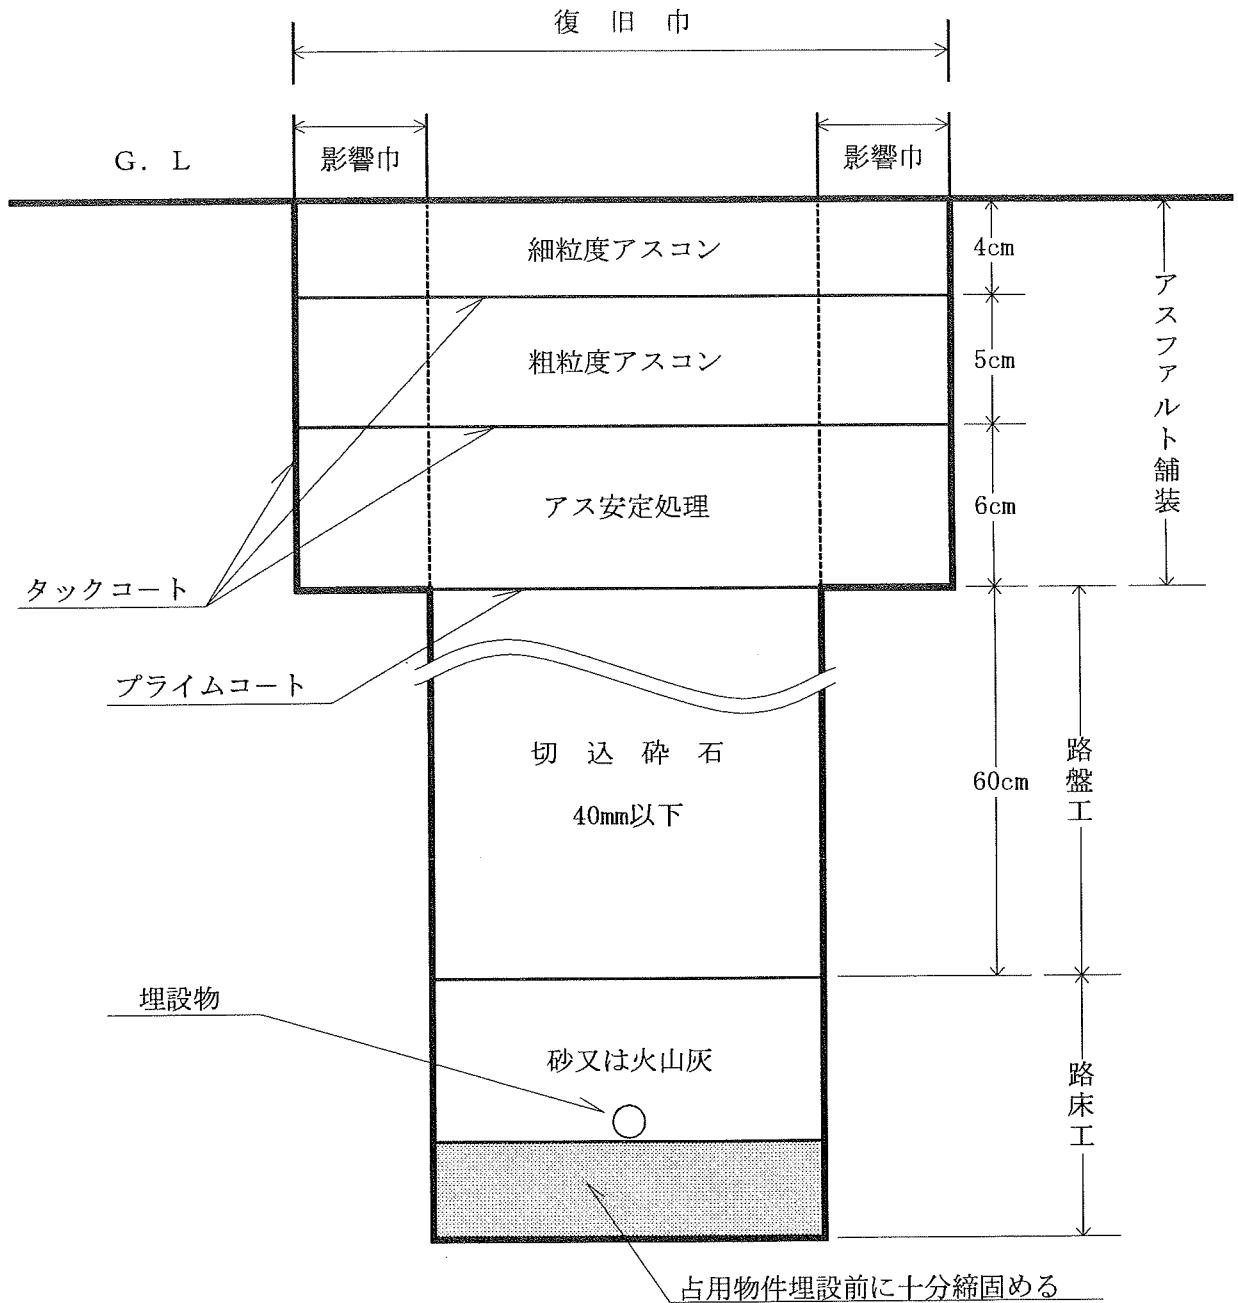 復旧巾
影響巾
影響巾
G. L
細粒度アスコン
4cm
粗粒度アスコン
5cm
アスファルト舗装
アス安定処理
6cm
タックコート
プライムコート
切込砕石
40mm以下
60cm
路盤工
埋設物
砂又は火山灰
路床工
占用物件埋設前に十分締固める